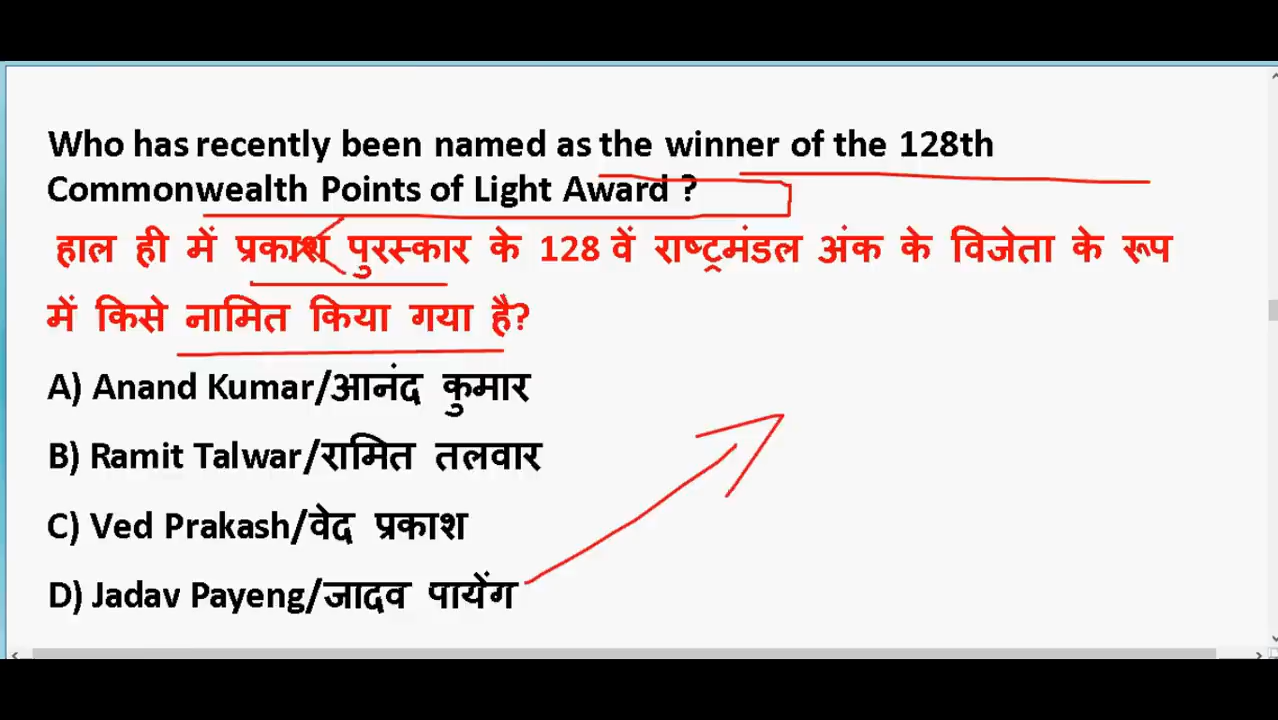 Who has recently been named as the winner of the 128th
Commonwealth Points of Light Award ?
हाल ही में प्रकाश पुरस्कार के 128 वें राष्ट्रमंडल अंक के विजेता के रूप
में किसे नामित किया गया है?
A) Anand Kumar/आनंद कुमार
B) Ramit Talwar/रामित तलवार
C) Ved Prakash/वेद प्रकाश
D) Jadav Payeng/जादव पायेंग